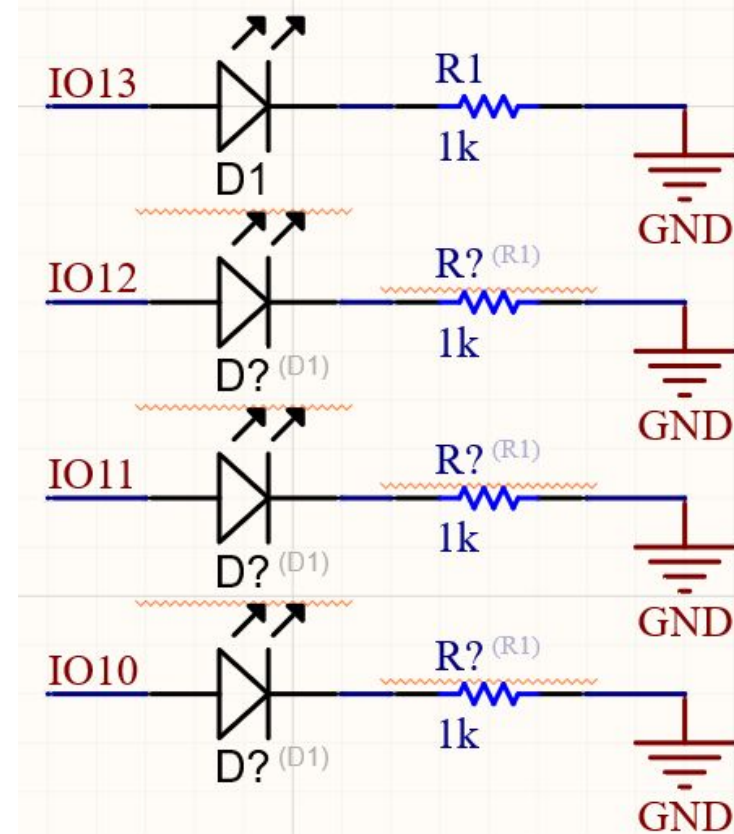 IO13
R1
1k
D1
GND
IO12
R? (R1)
1k
D? (D1)
GND
IO11
R? (R1)
1k
D? (D1)
GND
IO10
R? (R1)
1k
D? (D1)
GND